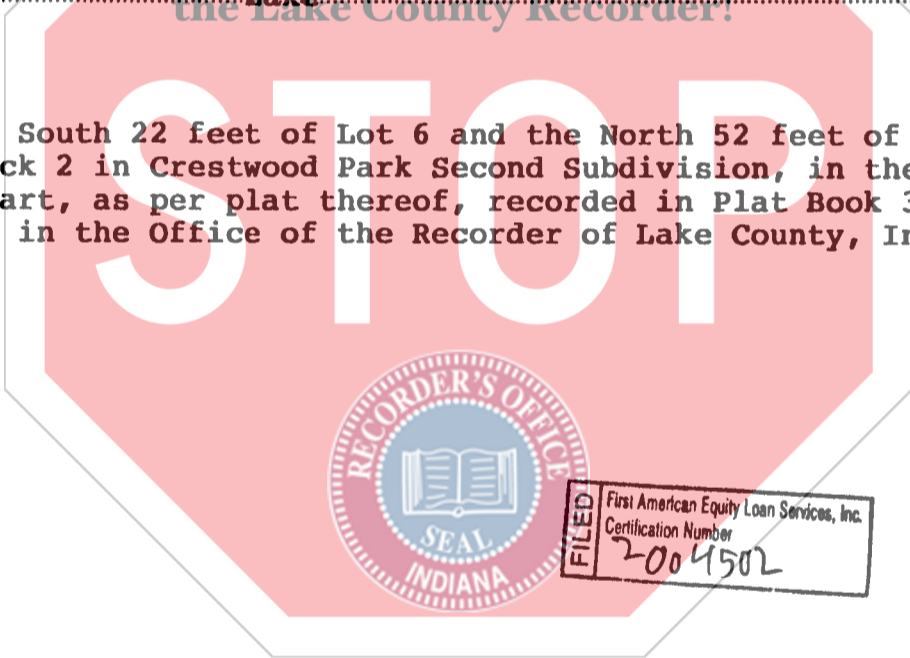 the Lake County Recorder!
STOP
South 22 feet of Lot 6 and the North 52 feet of
ck 2 in Crestwood Park Second Subdivision, in the
art, as per plat thereof, recorded in Plat Book 3
in the Office of the Recorder of Lake County, In
RECORDER'S OFFICE
SEAL
INDIANA
FILED
First American Equity Loan Services, Inc.
Certification Number
2004502